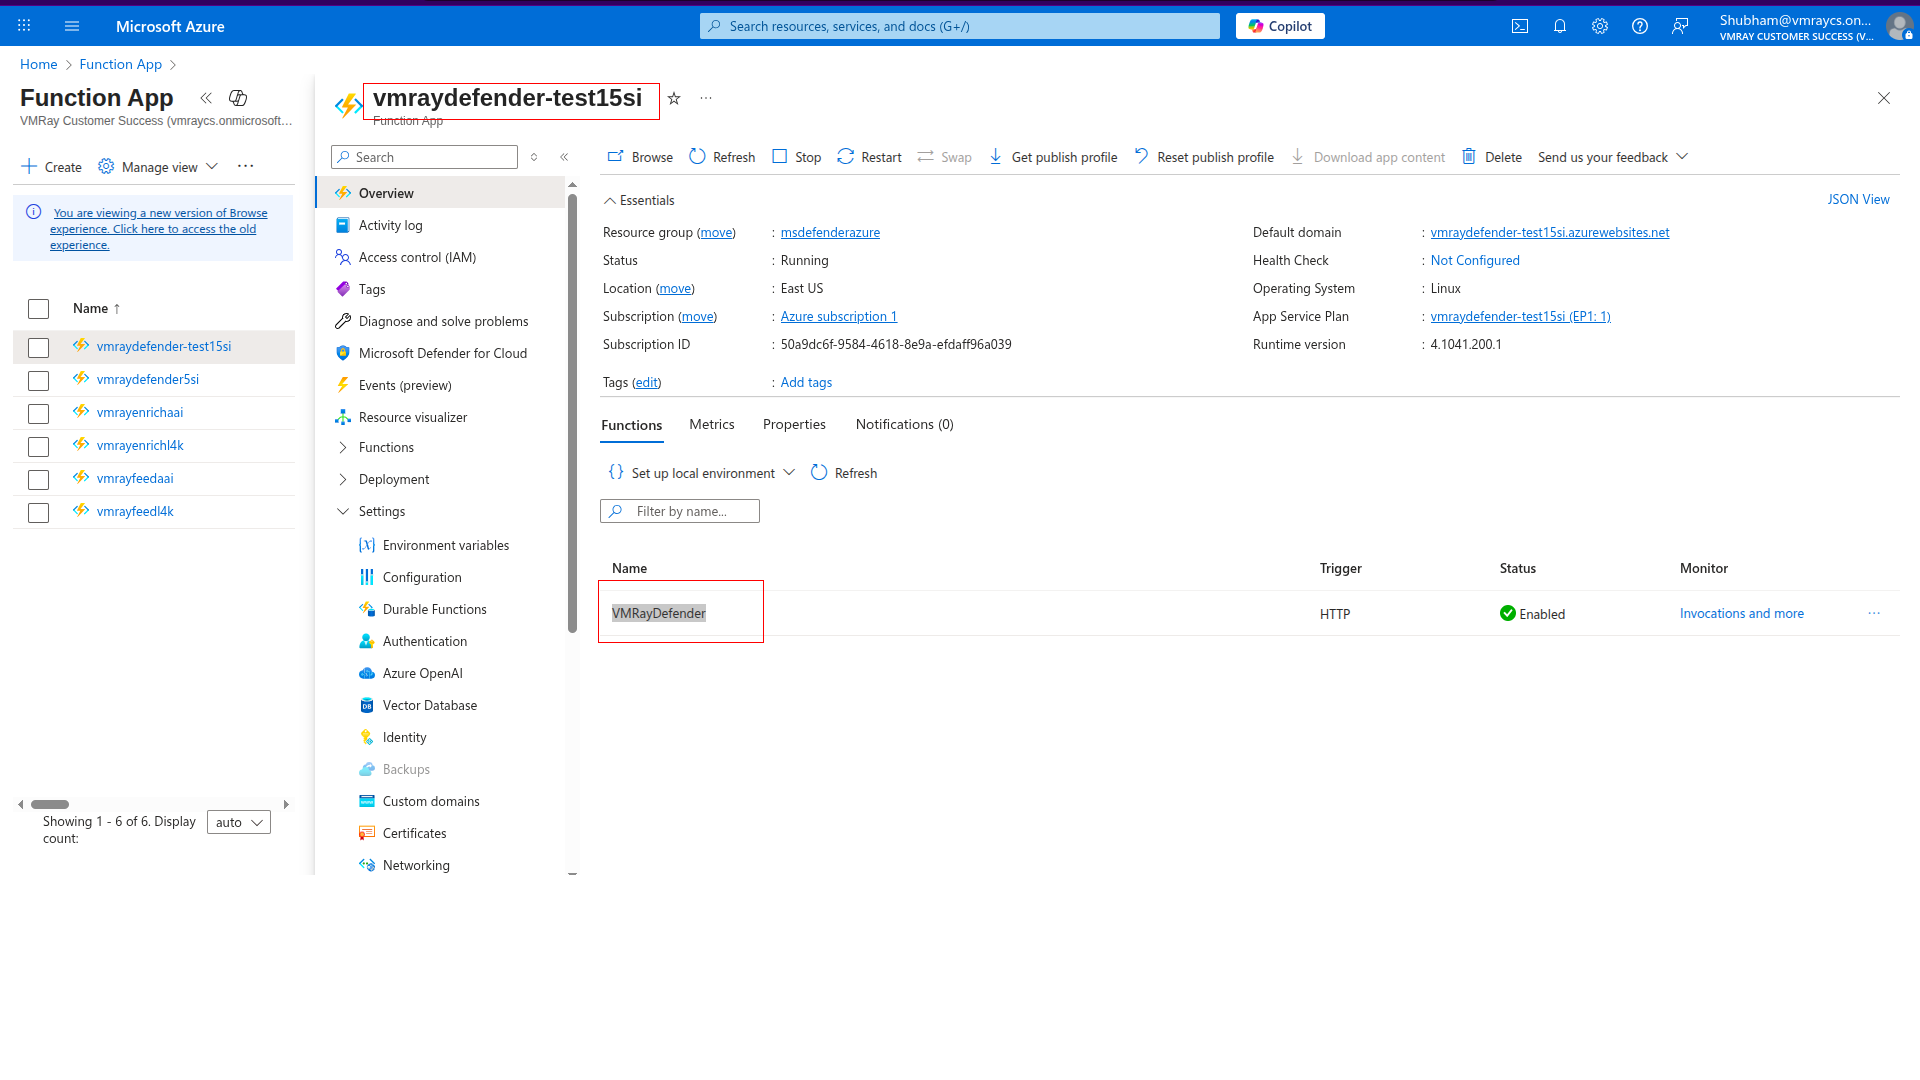 Microsoft Azure
Search resources, services, and docs (G+/)
Copilot
Shubham@vmraycs.on...
VMRAY CUSTOMER SUCCESS (V...
Home
Function App
Function App
VMRay Customer Success (vmraycs.onmicrosoft...
Create
Manage view
You are viewing a new version of Browse
experience. Click here to access the old
experience.
Name ↑
vmraydefender-test15si
vmraydefender5si
vmrayenrichaai
vmrayenrichl4k
vmrayfeedaai
vmrayfeedl4k
Showing 1 - 6 of 6. Display
count:
auto
vmraydefender-test15si
Function App
Search
Overview
Activity log
Access control (IAM)
Tags
Diagnose and solve problems
Microsoft Defender for Cloud
Events (preview)
Resource visualizer
Functions
Deployment
Settings
Environment variables
Configuration
Durable Functions
Authentication
Azure OpenAI
Vector Database
Identity
Backups
Custom domains
Certificates
Networking
Browse
Refresh
Stop
Restart
Swap
Get publish profile
Reset publish profile
Download app content
Delete
Send us your feedback
Essentials
JSON View
Resource group (move) : msdefenderazure
Status : Running
Location (move) : East US
Subscription (move) : Azure subscription 1
Subscription ID : 50a9dc6f-9584-4618-8e9a-efdaff96a039
Tags (edit) : Add tags
Default domain : vmraydefender-test15si.azurewebsites.net
Health Check : Not Configured
Operating System : Linux
App Service Plan : vmraydefender-test15si (EP1: 1)
Runtime version : 4.1041.200.1
Functions
Metrics
Properties
Notifications (0)
Set up local environment
Refresh
Filter by name...
Name
Trigger
Status
Monitor
VMRayDefender
HTTP
Enabled
Invocations and more